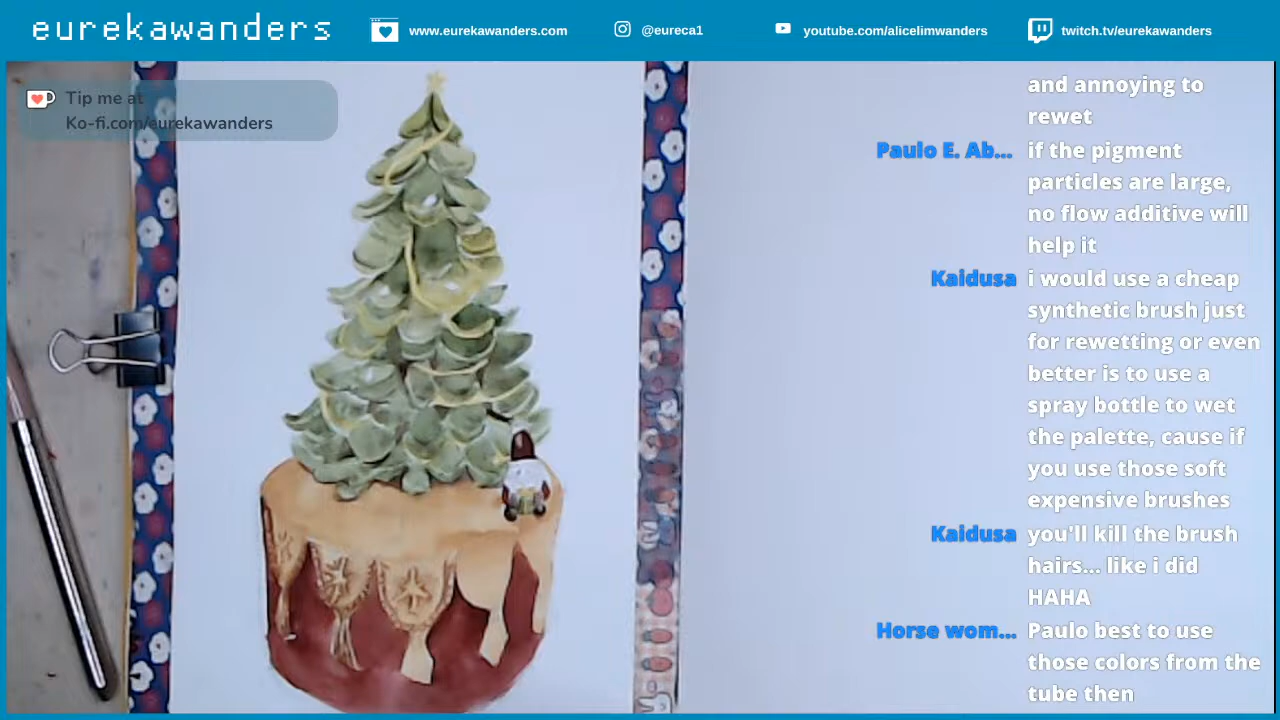 eurekawanders
www.eurekawanders.com
@eureca1
youtube.com/alicelimwanders
twitch.tv/eurekawanders
Tip me at
Ko-fi.com/eurekawanders
and annoying to
rewet
Paulo E. Ab... if the pigment
particles are large,
no flow additive will
help it
Kaidusa i would use a cheap
synthetic brush just
for rewetting or even
better is to use a
spray bottle to wet
the palette, cause if
you use those soft
expensive brushes
Kaidusa you'll kill the brush
hairs... like i did
HAHA
Horse wom... Paulo best to use
those colors from the
tube then